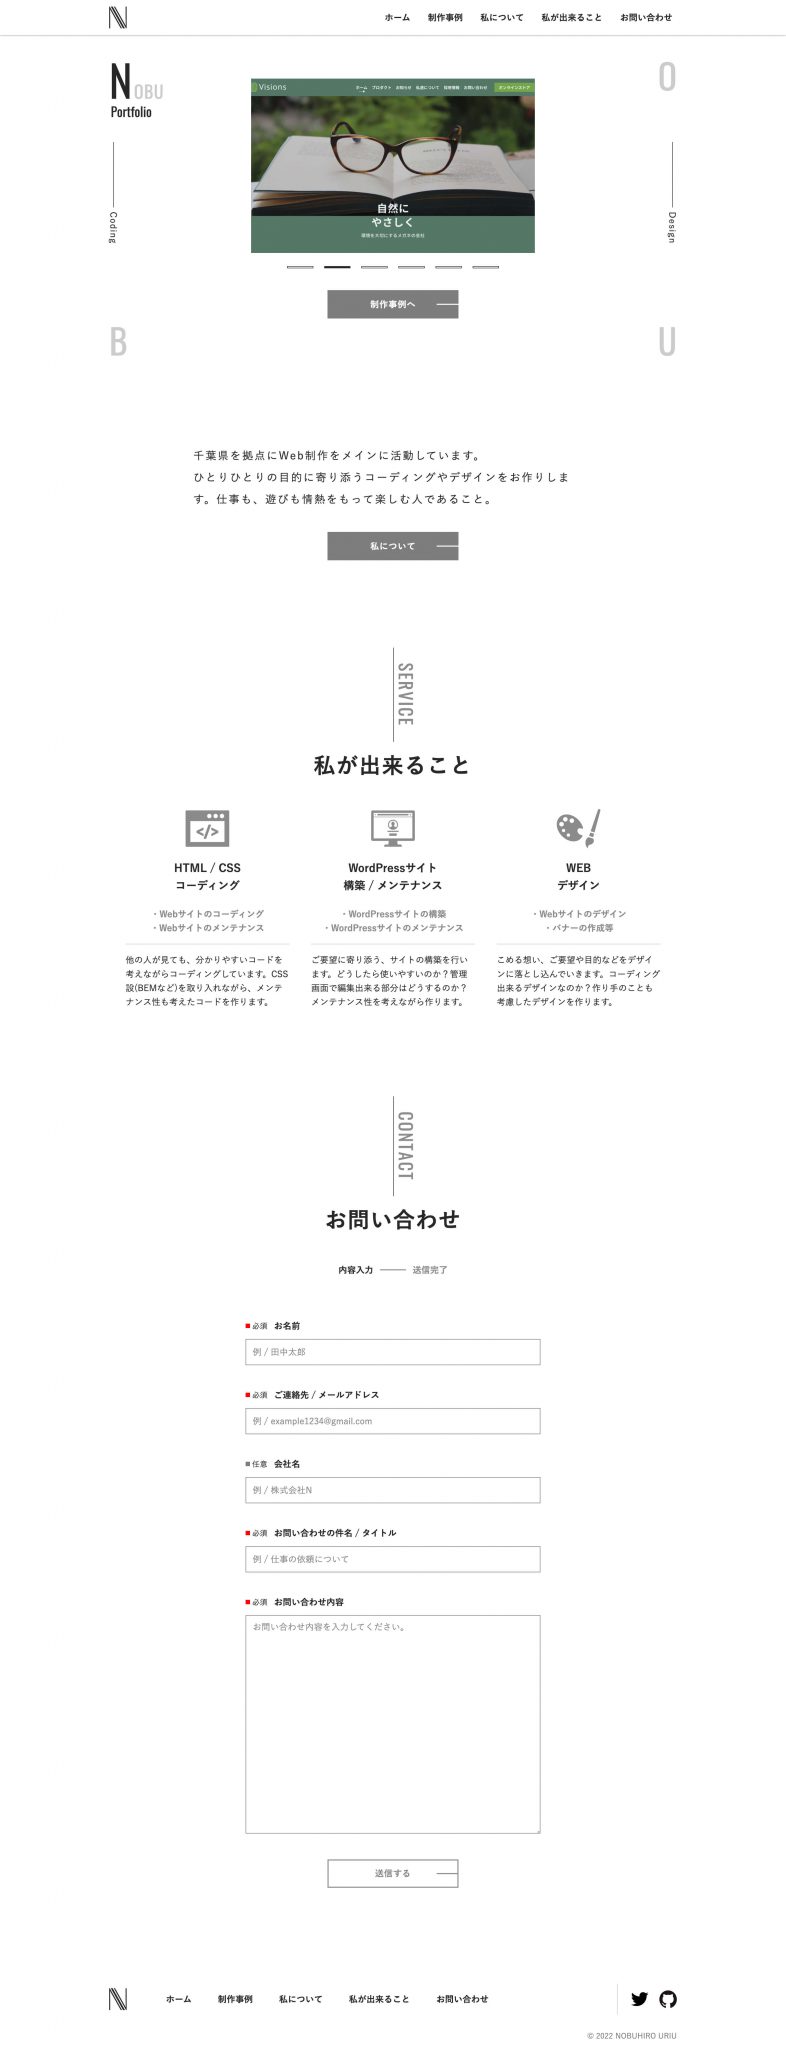 N
ホーム 制作事例 私について 私が出来ること お問い合わせ
NOBU
Portfolio
O
Coding
Design
Visions
ホーム プロダクト お知らせ 私達について 採用情報 お問い合わせ オンラインストア
自然に
やさしく
環境を大切にするメガネの会社
制作事例へ
B
U
千葉県を拠点にWeb制作をメインに活動しています。
ひとりひとりの目的に寄り添うコーディングやデザインをお作りしま
す。仕事も、遊びも情熱をもって楽しむ人であること。
私について
SERVICE
私が出来ること
HTML / CSS
コーディング
・Webサイトのコーディング
・Webサイトのメンテナンス
他の人が見ても、分かりやすいコードを
考えながらコーディングしています。CSS
設(BEMなど)を取り入れながら、メンテ
ナンス性も考えたコードを作ります。
WordPressサイト
構築 / メンテナンス
・WordPressサイトの構築
・WordPressサイトのメンテナンス
ご要望に寄り添う、サイトの構築を行い
ます。どうしたら使いやすいのか？管理
画面で編集出来る部分はどうするのか？
メンテナンス性を考えながら作ります。
WEB
デザイン
・Webサイトのデザイン
・バナーの作成等
こめる想い、ご要望や目的などをデザイ
ンに落とし込んでいきます。コーディング
出来るデザインなのか？作り手のことも
考慮したデザインを作ります。
CONTACT
お問い合わせ
内容入力 送信完了
必須 お名前
例 / 田中太郎
必須 ご連絡先 / メールアドレス
例 / example1234@gmail.com
任意 会社名
例 / 株式会社N
必須 お問い合わせの件名 / タイトル
例 / 仕事の依頼について
必須 お問い合わせ内容
お問い合わせ内容を入力してください。
送信する
N
ホーム 制作事例 私について 私が出来ること お問い合わせ
© 2022 NOBUHIRO URIU